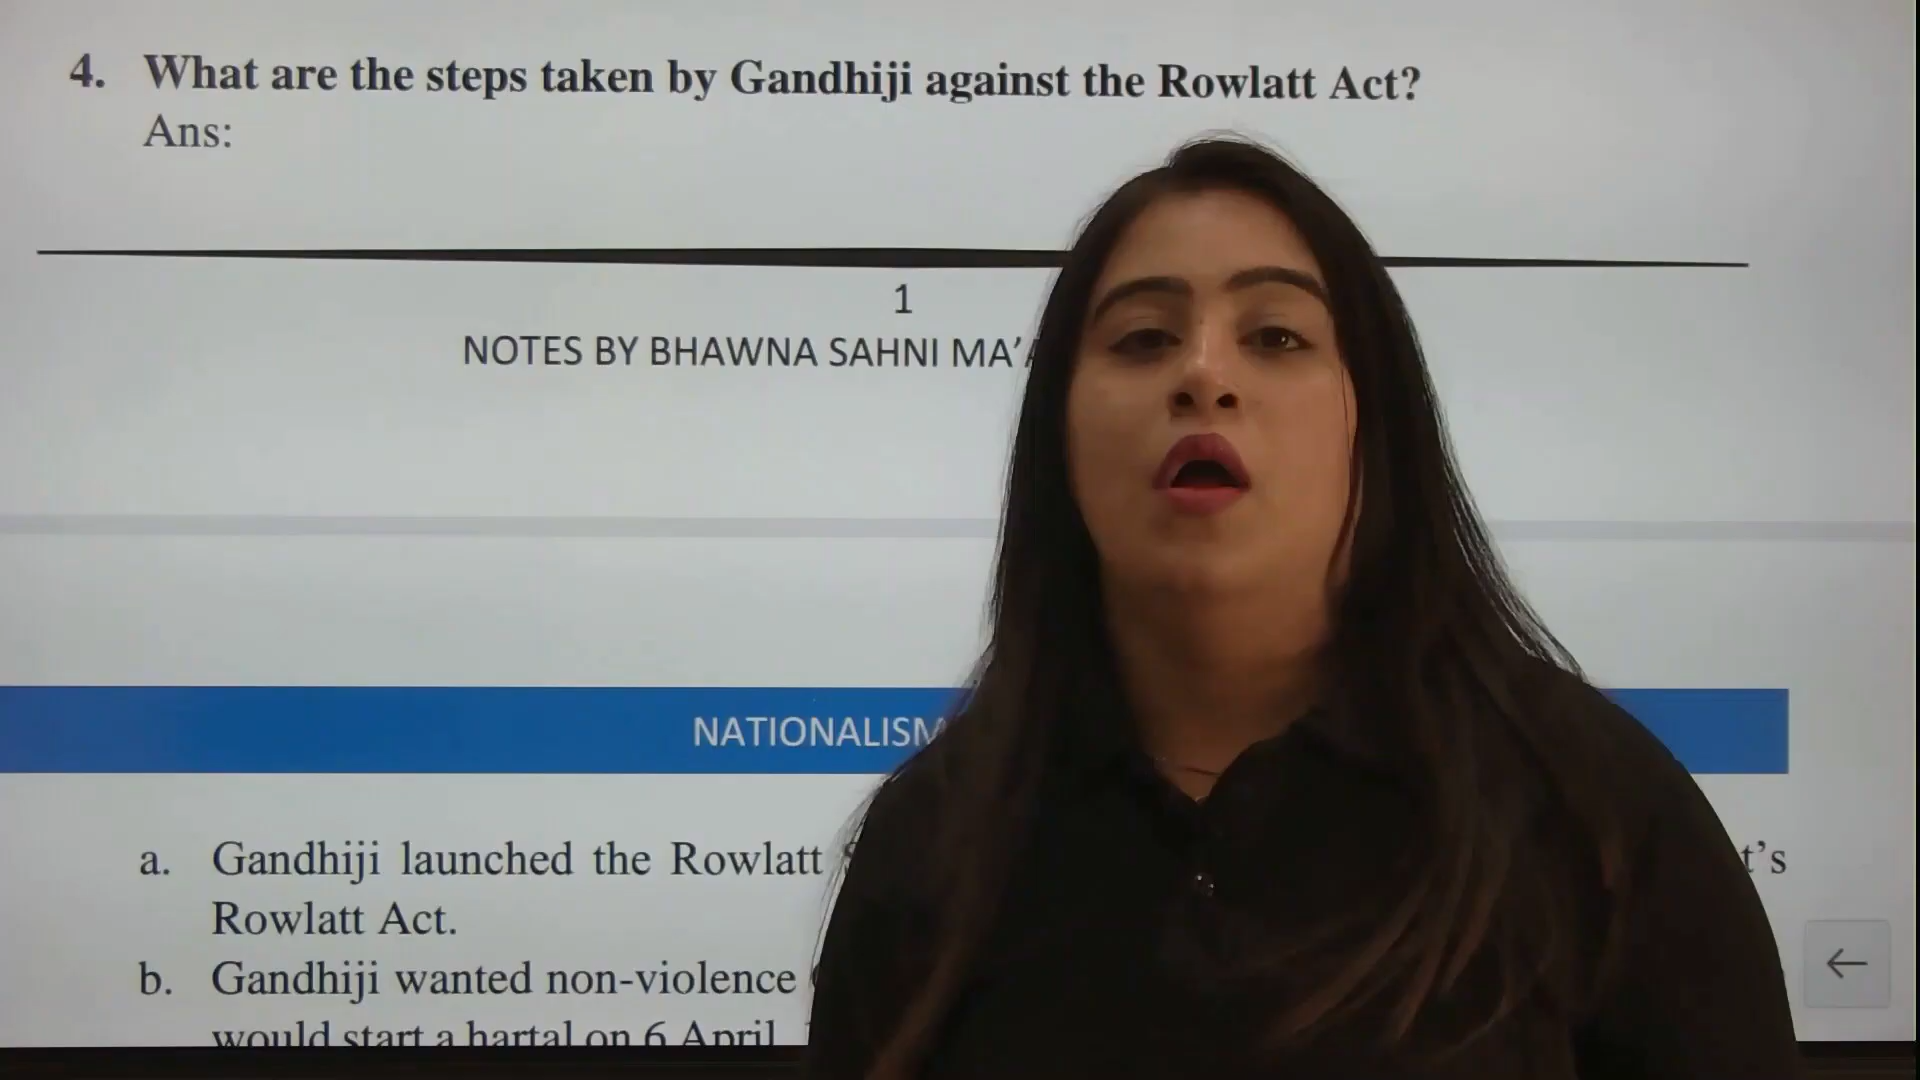 4. What are the steps taken by Gandhiji against the Rowlatt Act?
Ans:
1
NOTES BY BHAWNA SAHNI
NATIONALISM
a. Gandhiji launched the Rowlatt t's
Rowlatt Act.
b. Gandhiji wanted non-violence
would start a hartal on 6 April,